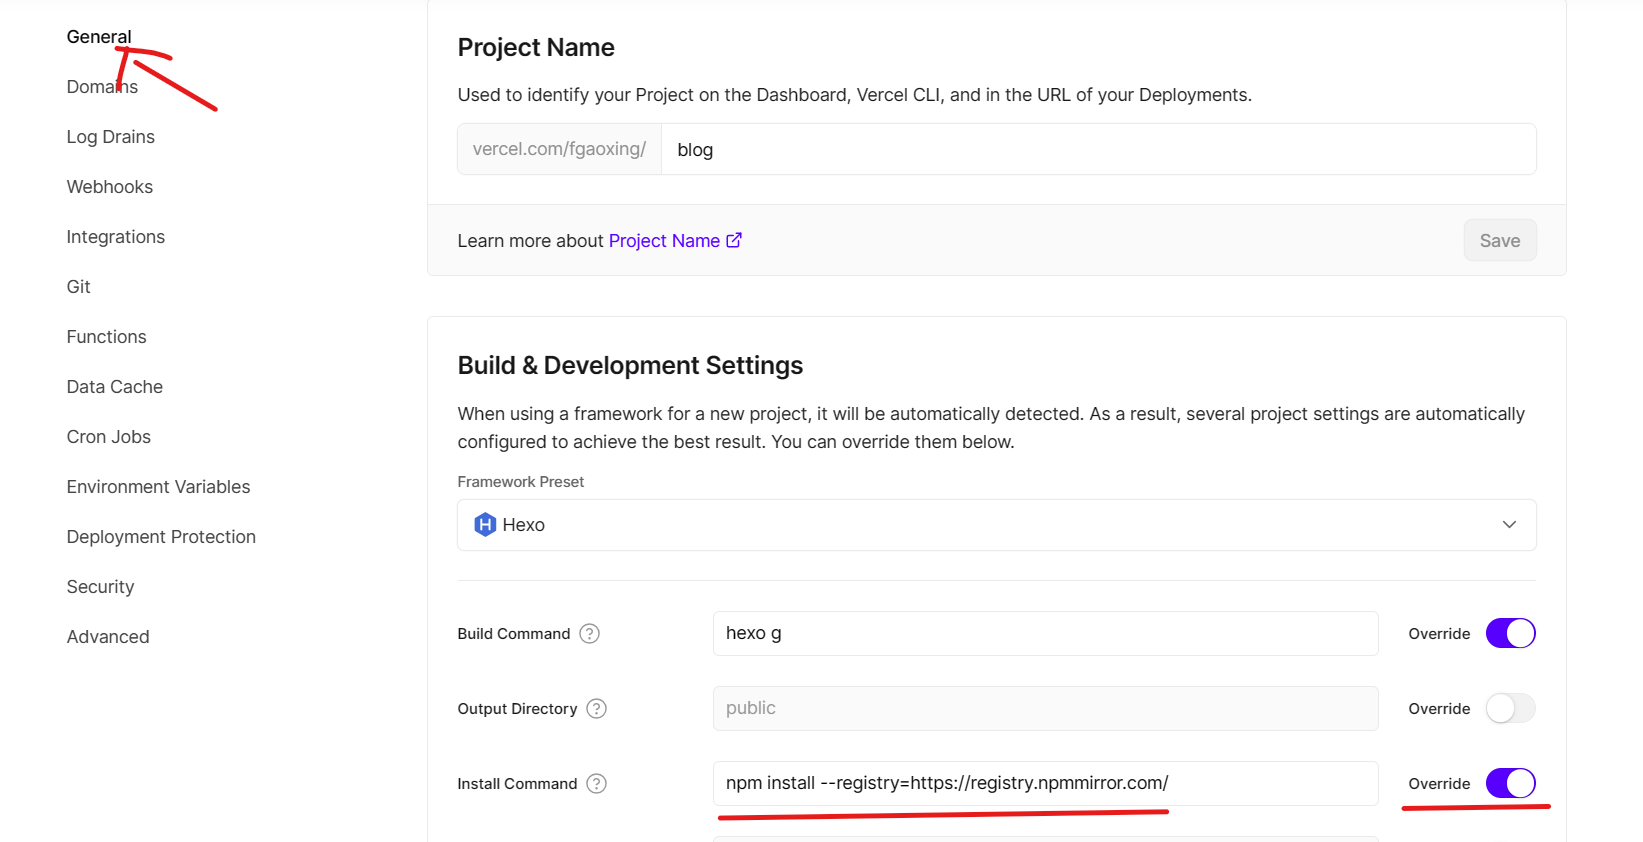 General
Domains
Log Drains
Webhooks
Integrations
Git
Functions
Data Cache
Cron Jobs
Environment Variables
Deployment Protection
Security
Advanced
Project Name
Used to identify your Project on the Dashboard, Vercel CLI, and in the URL of your Deployments.
vercel.com/fgaoxing/ blog
Learn more about Project Name
Save
Build & Development Settings
When using a framework for a new project, it will be automatically detected. As a result, several project settings are automatically
configured to achieve the best result. You can override them below.
Framework Preset
H Hexo
Build Command ? hexo g Override
Output Directory ? public Override
Install Command ? npm install --registry=https://registry.npmmirror.com/ Override